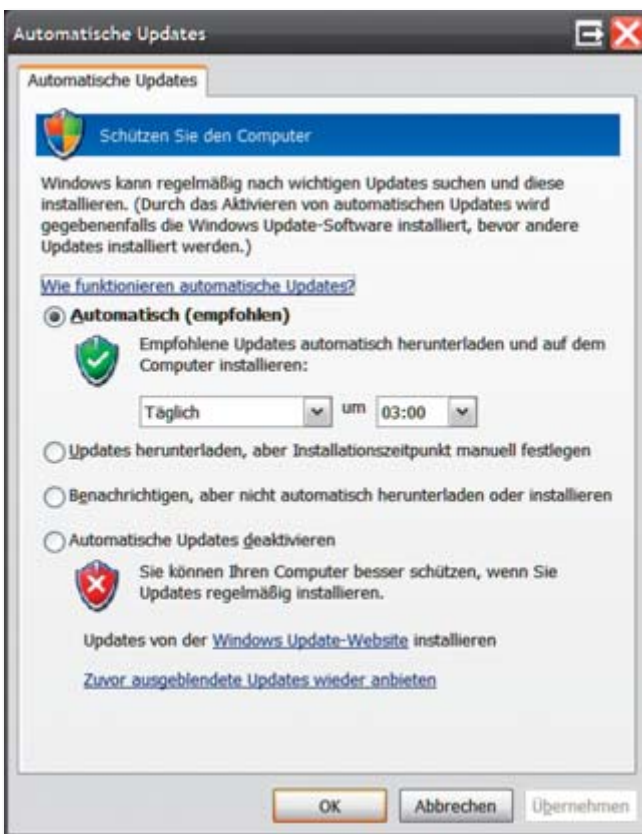 Automatische Updates
Automatische Updates
Schützen Sie den Computer
Windows kann regelmäßig nach wichtigen Updates suchen und diese
installieren. (Durch das Aktivieren von automatischen Updates wird
gegebenenfalls die Windows Update-Software installiert, bevor andere
Updates installiert werden.)
Wie funktionieren automatische Updates?
Automatisch (empfohlen)
Empfohlene Updates automatisch herunterladen und auf dem
Computer installieren:
Täglich um 03:00
Updates herunterladen, aber Installationszeitpunkt manuell festlegen
Benachrichtigen, aber nicht automatisch herunterladen oder installieren
Automatische Updates deaktivieren
Sie können Ihren Computer besser schützen, wenn Sie
Updates regelmäßig installieren.
Updates von der Windows Update-Website installieren
Zuvor ausgeblendete Updates wieder anbieten
OK Abbrechen Übernehmen